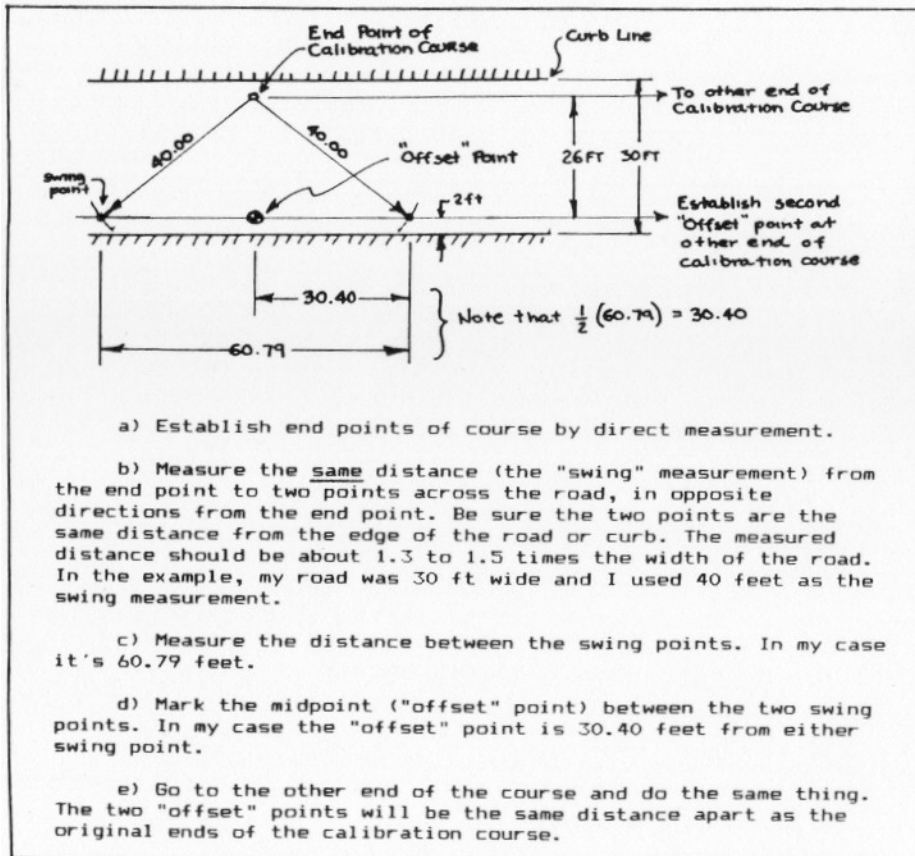 End Point of
Calibration Course
Curb Line
To other end of
Calibration Course
40.00
40.00
"Offset" Point
26FT
30FT
swing
point
2ft
Establish second
"Offset" point at
other end of
calibration course
30.40
60.79
Note that 1/2 (60.79) = 30.40
a) Establish end points of course by direct measurement.
b) Measure the same distance (the "swing" measurement) from
the end point to two points across the road, in opposite
directions from the end point. Be sure the two points are the
same distance from the edge of the road or curb. The measured
distance should be about 1.3 to 1.5 times the width of the road.
In the example, my road was 30 ft wide and I used 40 feet as the
swing measurement.
c) Measure the distance between the swing points. In my case
it's 60.79 feet.
d) Mark the midpoint ("offset" point) between the two swing
points. In my case the "offset" point is 30.40 feet from either
swing point.
e) Go to the other end of the course and do the same thing.
The two "offset" points will be the same distance apart as the
original ends of the calibration course.